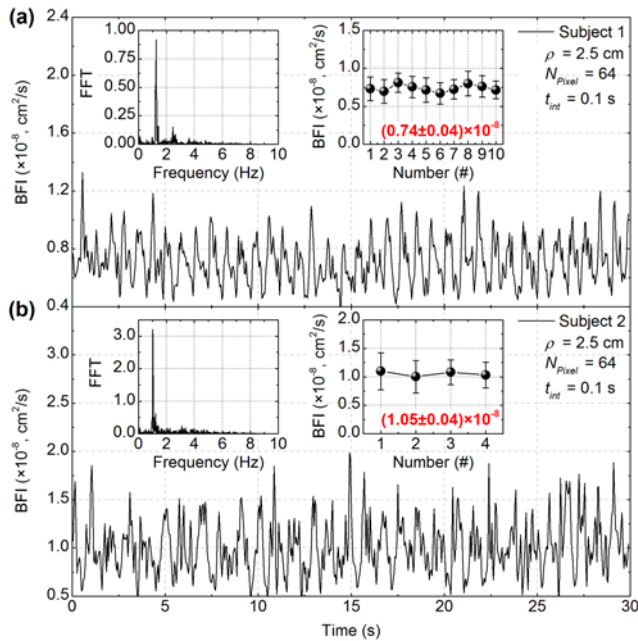 (a)
2.4
2.0
1.6
1.2
0.8
0.4
BFI (×10⁻⁸, cm²/s)
1.00
0.75
0.50
0.25
0.00
FFT
0 2 4 6 8 10
Frequency (Hz)
2.0
1.5
1.0
0.5
0.0
BFI (×10⁻⁸, cm²/s)
(0.74±0.04)×10⁻⁸
1 2 3 4 5 6 7 8 9 10
Number (#)
Subject 1
ρ = 2.5 cm
N_Pixel = 64
t_int = 0.1 s
(b)
3.0
2.5
2.0
1.5
1.0
0.5
BFI (×10⁻⁸, cm²/s)
3.0
2.0
1.0
0.0
FFT
0 2 4 6 8 10
Frequency (Hz)
2.0
1.5
1.0
0.5
0.0
BFI (×10⁻⁸, cm²/s)
(1.05±0.04)×10⁻⁸
1 2 3 4
Number (#)
Subject 2
ρ = 2.5 cm
N_Pixel = 64
t_int = 0.1 s
0 5 10 15 20 25 30
Time (s)